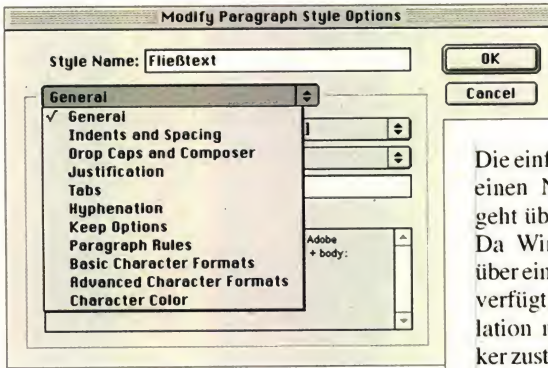 Modify Paragraph Style Options
Style Name: Fließtext
OK
Cancel
General
✓ General
Indents and Spacing
Drop Caps and Composer
Justification
Tabs
Hyphenation
Keep Options
Paragraph Rules
Basic Character Formats
Advanced Character Formats
Character Color
]
Adobe
+ body:
Die einf
einen N
geht üb
Da Wi
über ein
verfügt
lation
ker zust